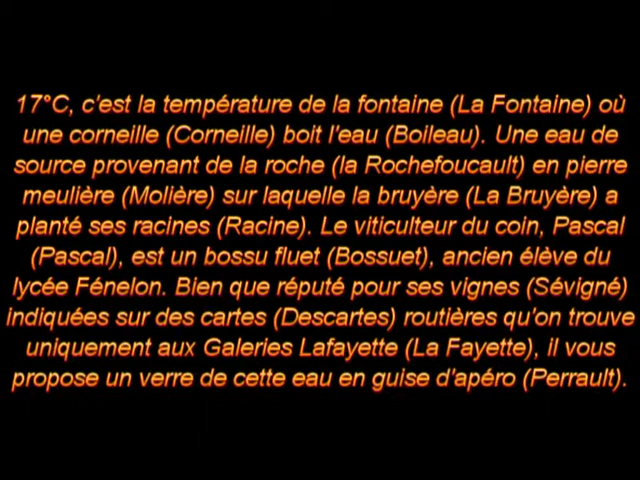 17°C, c'est la température de la fontaine (La Fontaine) où
une corneille (Corneille) boit l'eau (Boileau). Une eau de
source provenant de la roche (la Rochefoucault) en pierre
meulière (Molière) sur laquelle la bruyère (La Bruyère) a
planté ses racines (Racine). Le viticulteur du coin, Pascal
(Pascal), est un bossu fluet (Bossuet), ancien élève du
lycée Fénelon. Bien que réputé pour ses vignes (Sévigné)
indiquées sur des cartes (Descartes) routières qu'on trouve
uniquement aux Galeries Lafayette (La Fayette), il vous
propose un verre de cette eau en guise d'apéro (Perrault).